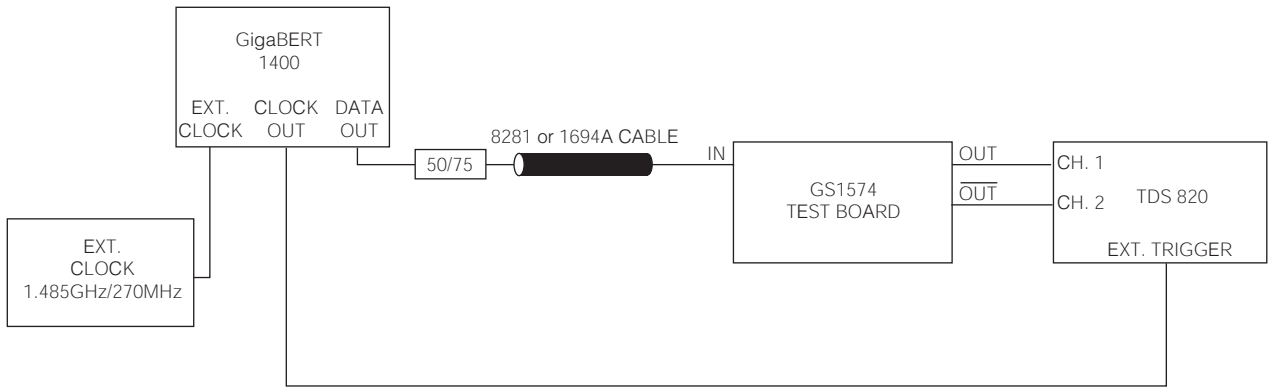 GigaBERT
1400
EXT. CLOCK DATA
CLOCK OUT OUT
8281 or 1694A CABLE
50/75
IN
GS1574
TEST BOARD
OUT
OUT
CH. 1
CH. 2
TDS 820
EXT. TRIGGER
EXT.
CLOCK
1.485GHz/270MHz